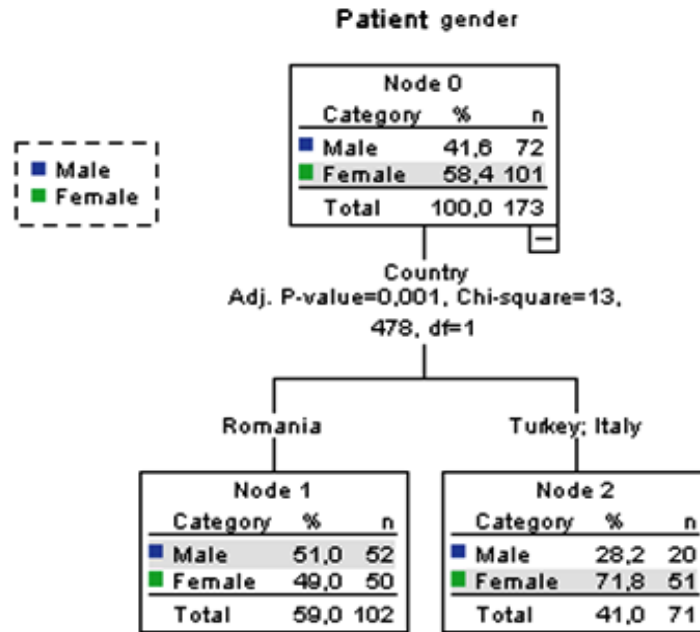 Patient gender
Node 0
Category % n
Male 41,6 72
Female 58,4 101
Total 100,0 173
Male
Female
Country
Adj. P-value=0,001, Chi-square=13,
478, df=1
Romania
Turkey; Italy
Node 1
Category % n
Male 51,0 52
Female 49,0 50
Total 59,0 102
Node 2
Category % n
Male 28,2 20
Female 71,8 51
Total 41,0 71